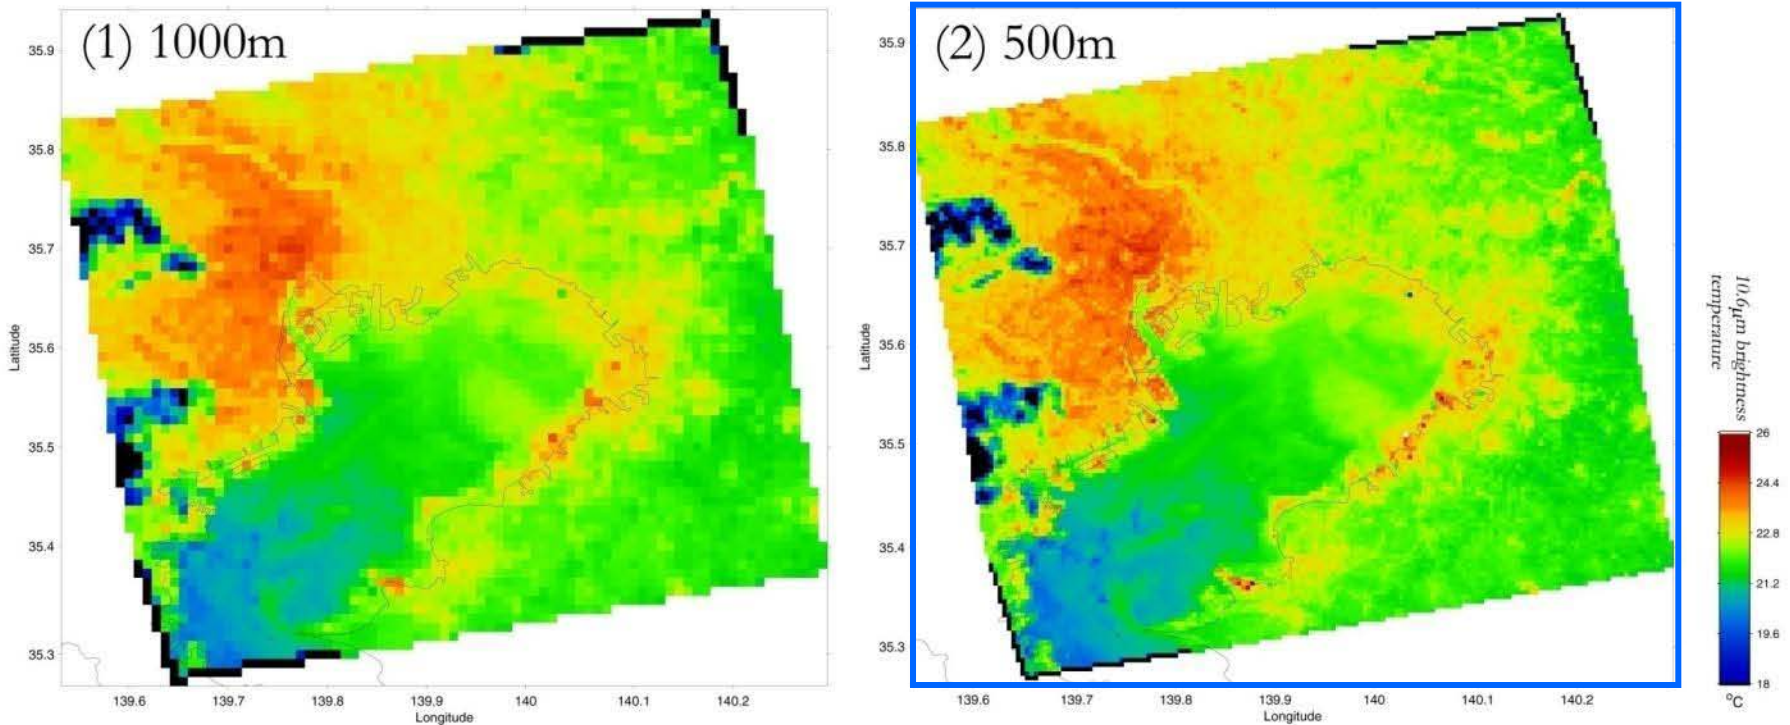 (1) 1000m
35.9
35.8
35.7
35.6
35.5
35.4
35.3
Latitude
139.6 139.7 139.8 139.9 140 140.1 140.2
Longitude
(2) 500m
35.9
35.8
35.7
35.6
35.5
35.4
35.3
Latitude
139.6 139.7 139.8 139.9 140 140.1 140.2
Longitude
10.6μm brightness
temperature
26
24.4
22.8
21.2
19.6
18
°C